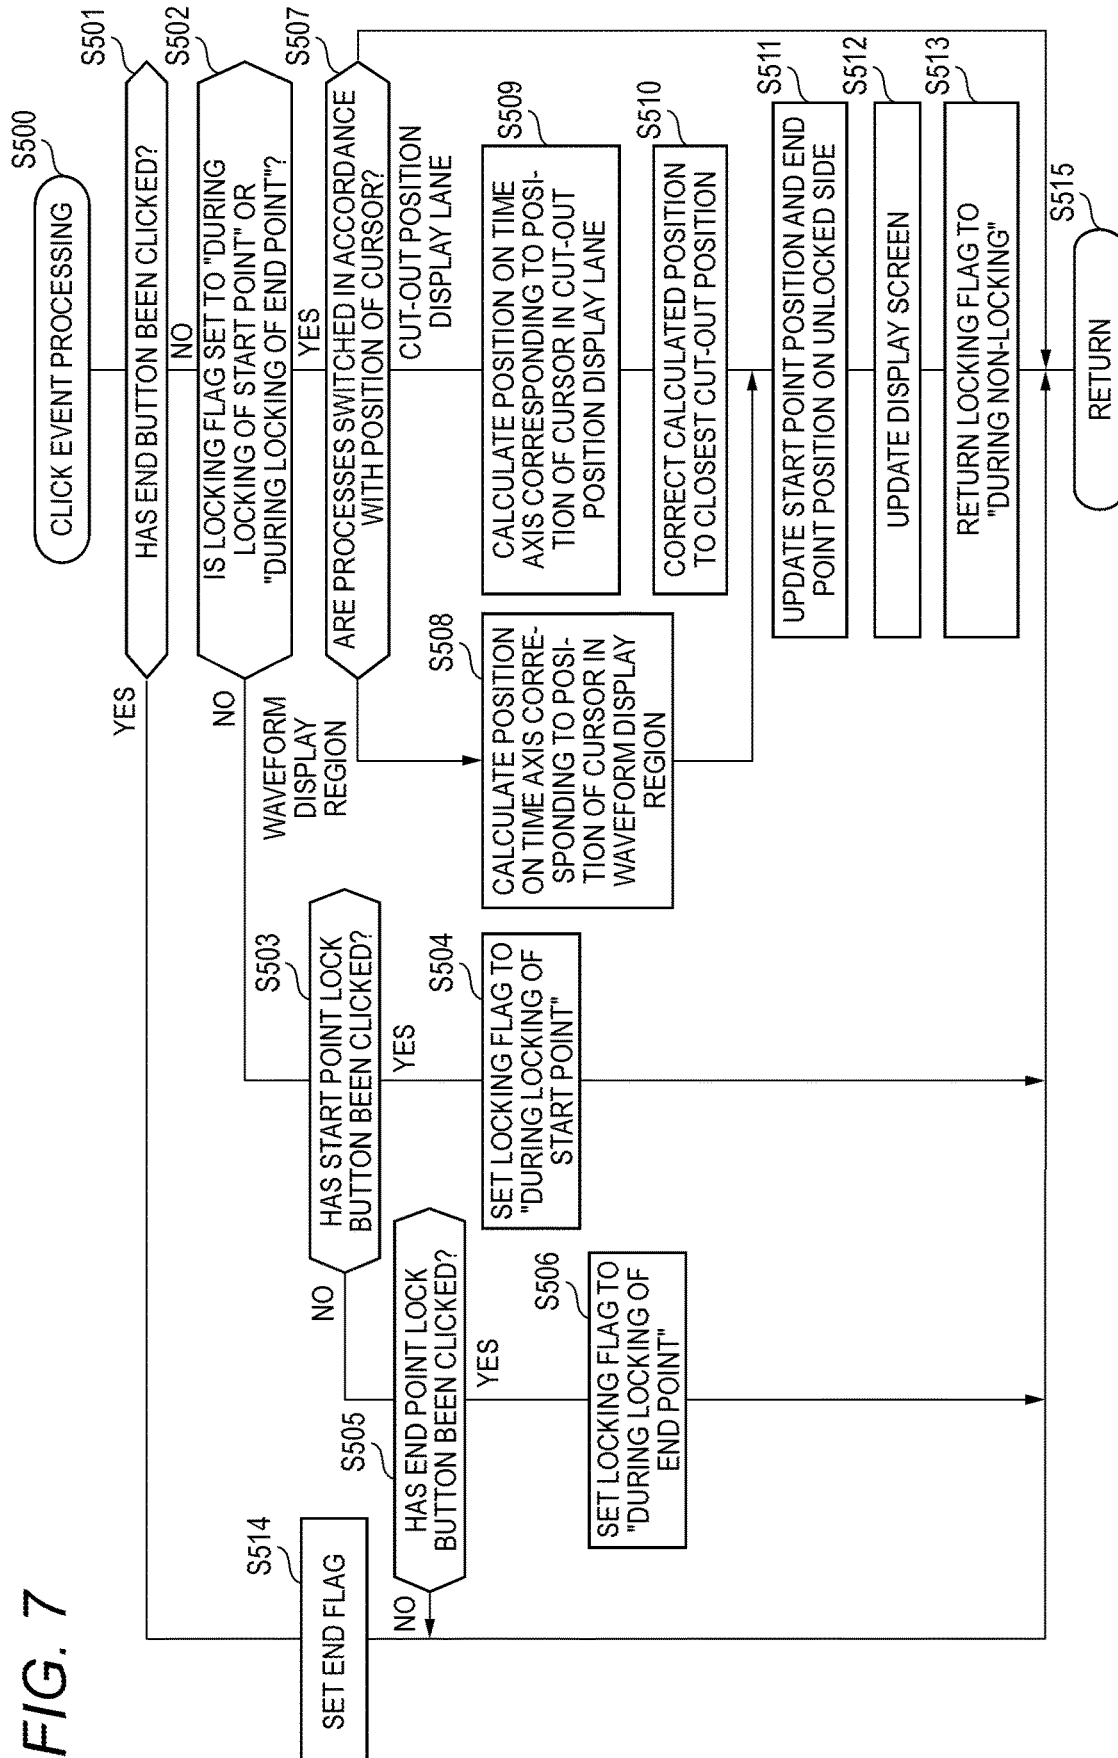 FIG. 7
S500
CLICK EVENT PROCESSING
S501
HAS END BUTTON BEEN CLICKED?
YES
NO
S502
IS LOCKING FLAG SET TO "DURING
LOCKING OF START POINT" OR
"DURING LOCKING OF END POINT"?
NO
YES
S507
ARE PROCESSES SWITCHED IN ACCORDANCE
WITH POSITION OF CURSOR?
WAVEFORM
DISPLAY
REGION
CUT-OUT POSITION
DISPLAY LANE
S514
SET END FLAG
S503
HAS START POINT LOCK
BUTTON BEEN CLICKED?
NO
YES
S505
HAS END POINT LOCK
BUTTON BEEN CLICKED?
NO
YES
S504
SET LOCKING FLAG TO
"DURING LOCKING OF
START POINT"
S506
SET LOCKING FLAG TO
"DURING LOCKING OF
END POINT"
S508
CALCULATE POSITION
ON TIME AXIS CORRE-
SPONDING TO POSI-
TION OF CURSOR IN
WAVEFORM DISPLAY
REGION
S509
CALCULATE POSITION ON TIME
AXIS CORRESPONDING TO POSI-
TION OF CURSOR IN CUT-OUT
POSITION DISPLAY LANE
S510
CORRECT CALCULATED POSITION
TO CLOSEST CUT-OUT POSITION
S511
UPDATE START POINT POSITION AND END
POINT POSITION ON UNLOCKED SIDE
S512
UPDATE DISPLAY SCREEN
S513
RETURN LOCKING FLAG TO
"DURING NON-LOCKING"
S515
RETURN